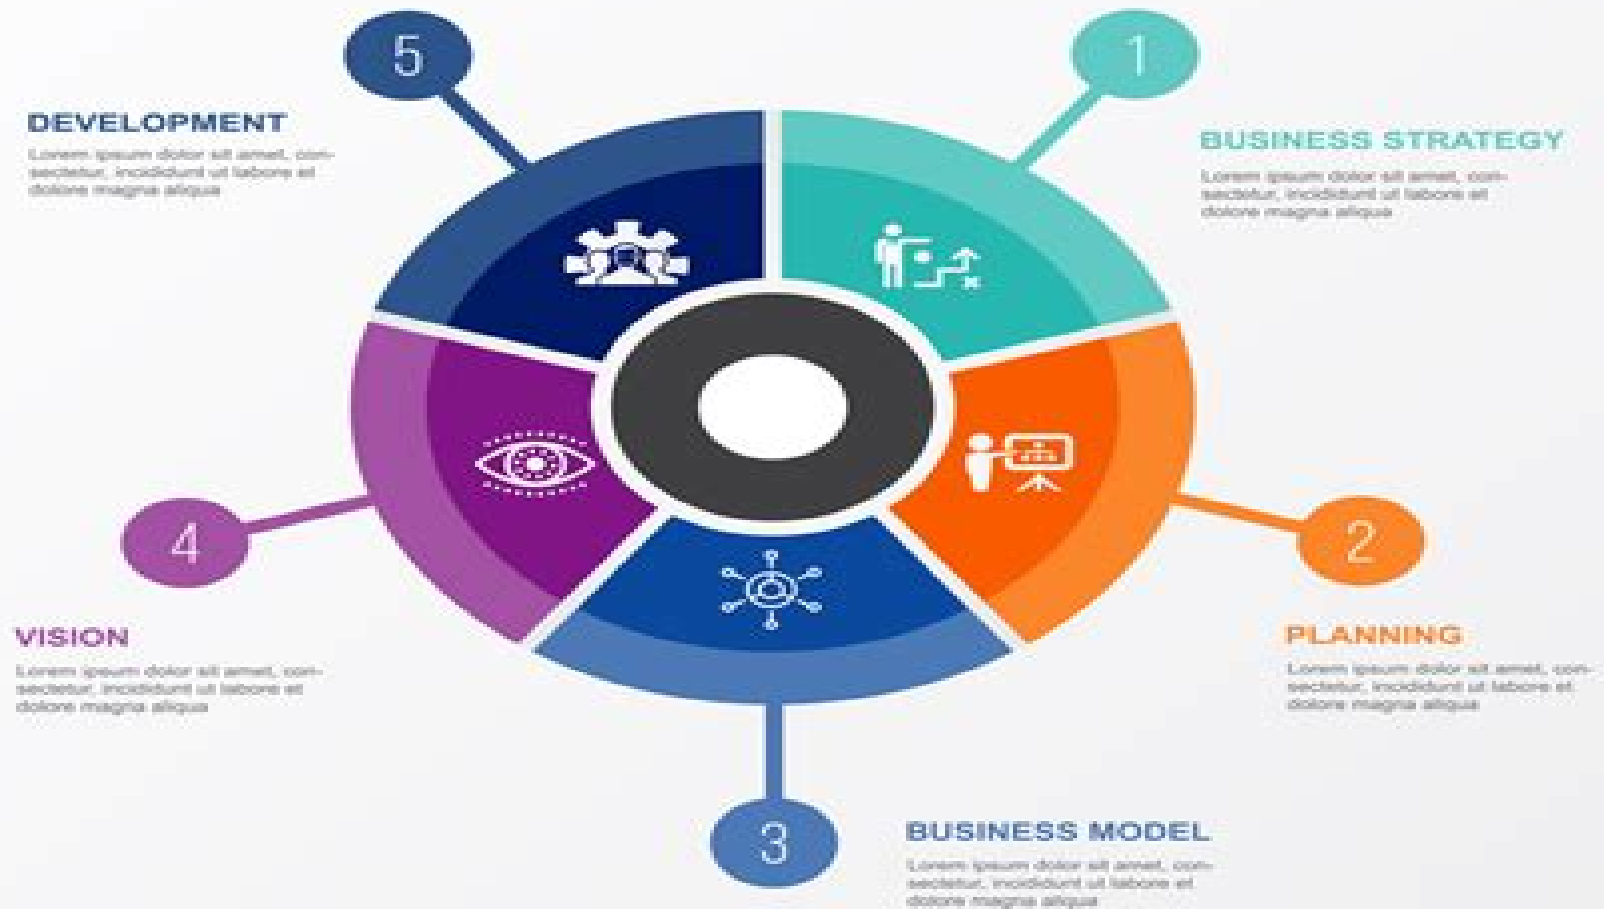 5
1
DEVELOPMENT
Lorem ipsum dolor sit amet, con-
sectetur, incididunt ut labore et
dolore magna aliqua
BUSINESS STRATEGY
Lorem ipsum dolor sit amet, con-
sectetur, incididunt ut labore et
dolore magna aliqua
4
2
VISION
Lorem ipsum dolor sit amet, con-
sectetur, incididunt ut labore et
dolore magna aliqua
PLANNING
Lorem ipsum dolor sit amet, con-
sectetur, incididunt ut labore et
dolore magna aliqua
3
BUSINESS MODEL
Lorem ipsum dolor sit amet, con-
sectetur, incididunt ut labore et
dolore magna aliqua